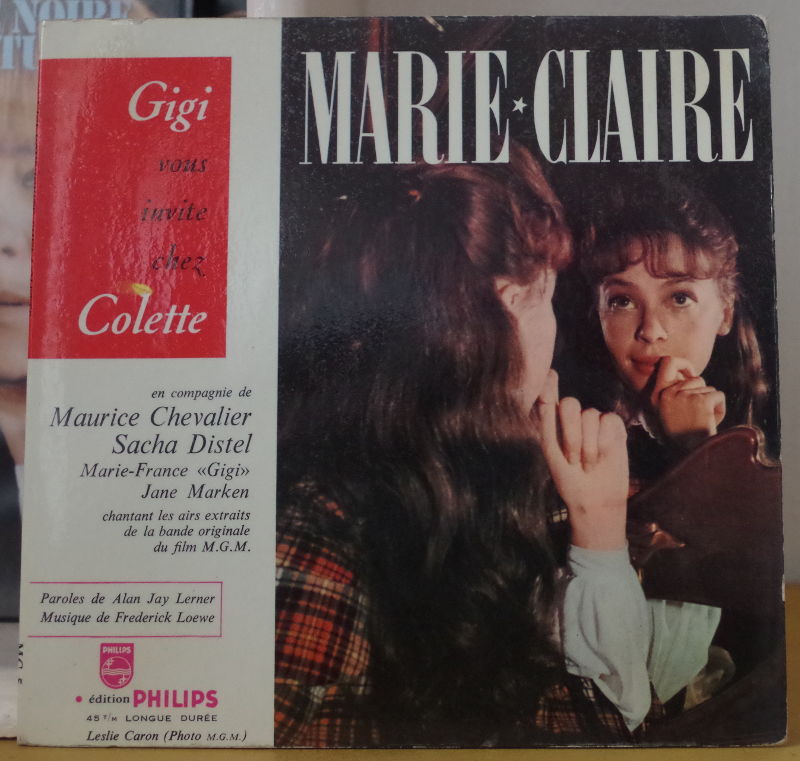 NOIRE
TU
Gigi
vous
invite
chez
Colette
MARIE★CLAIRE
en compagnie de
Maurice Chevalier
Sacha Distel
Marie-France «Gigi»
Jane Marken
chantant les airs extraits
de la bande originale
du film M.G.M.
Paroles de Alan Jay Lerner
Musique de Frederick Loewe
PHILIPS
• édition PHILIPS
45 T/M LONGUE DURÉE
Leslie Caron (Photo M.G.M.)